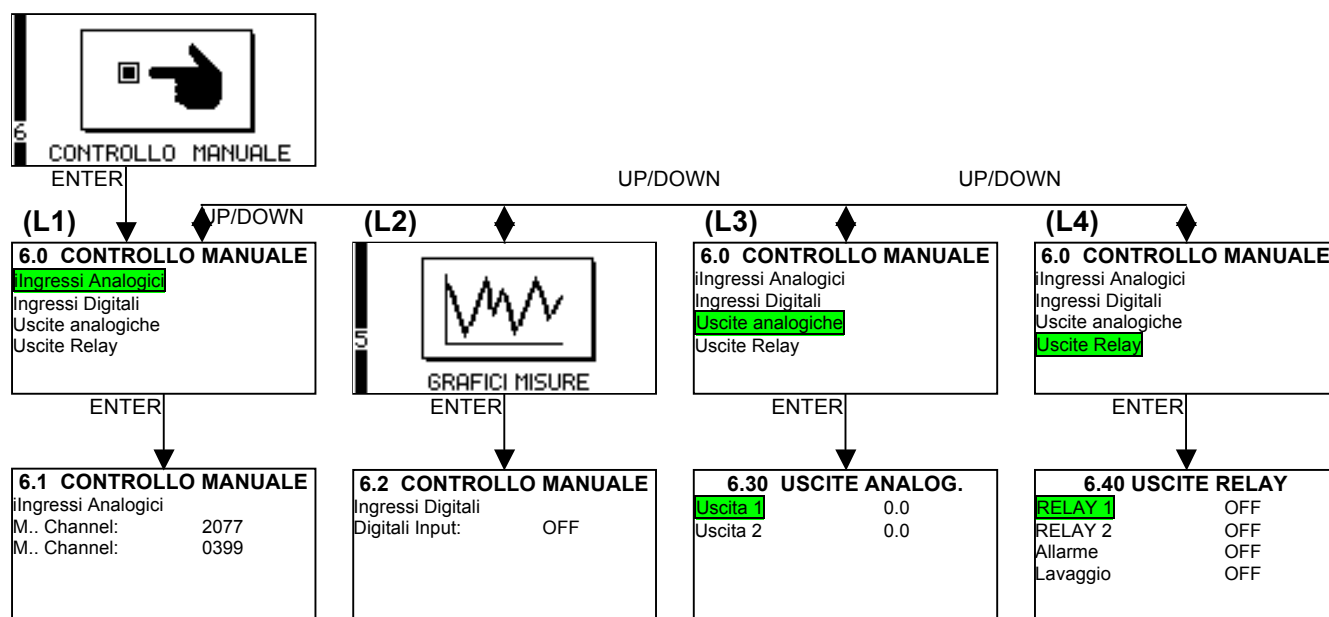 6
CONTROLLO MANUALE
ENTER
UP/DOWN
UP/DOWN
UP/DOWN
(L1)
6.0 CONTROLLO MANUALE
iIngressi Analogici
Ingressi Digitali
Uscite analogiche
Uscite Relay
ENTER
6.1 CONTROLLO MANUALE
iIngressi Analogici
M.. Channel: 2077
M.. Channel: 0399
(L2)
5
GRAFICI MISURE
ENTER
6.2 CONTROLLO MANUALE
Ingressi Digitali
Digitali Input: OFF
(L3)
6.0 CONTROLLO MANUALE
iIngressi Analogici
Ingressi Digitali
Uscite analogiche
Uscite Relay
ENTER
6.30 USCITE ANALOG.
Uscita 1 0.0
Uscita 2 0.0
(L4)
6.0 CONTROLLO MANUALE
iIngressi Analogici
Ingressi Digitali
Uscite analogiche
Uscite Relay
ENTER
6.40 USCITE RELAY
RELAY 1 OFF
RELAY 2 OFF
Allarme OFF
Lavaggio OFF